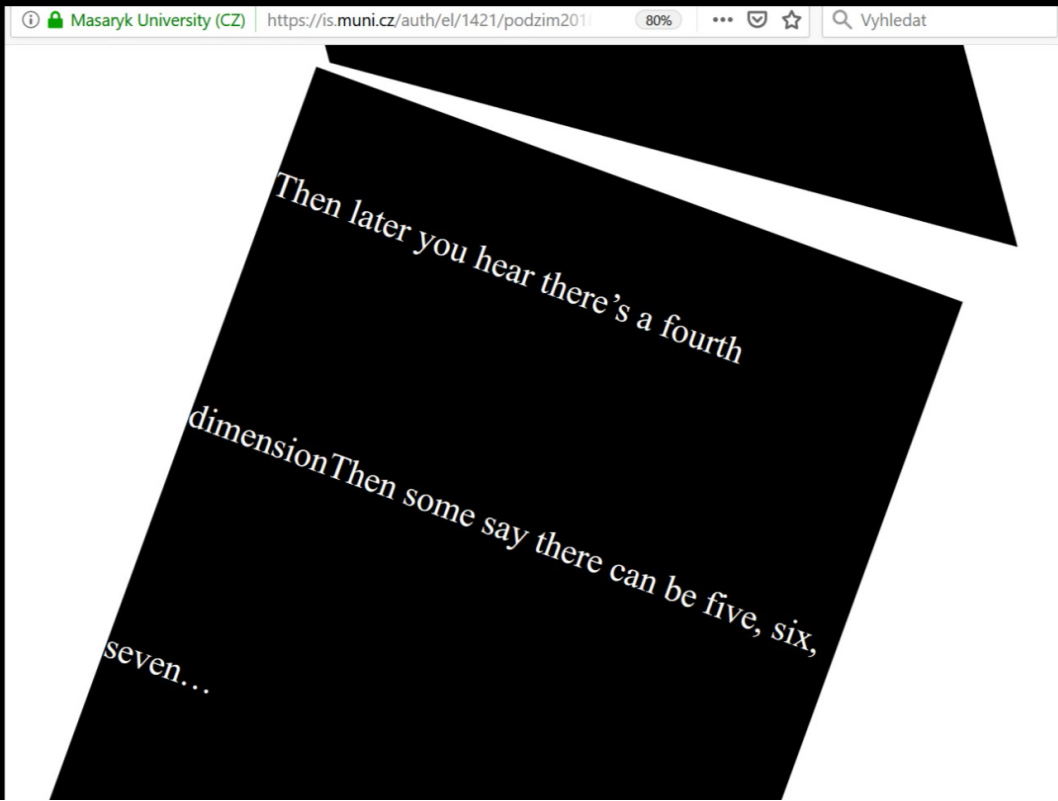 Masaryk University (CZ) https://is.muni.cz/auth/el/1421/podzim201 80% Vyhledat
Then later you hear there’s a fourth
dimensionThen some say there can be five, six,
seven…